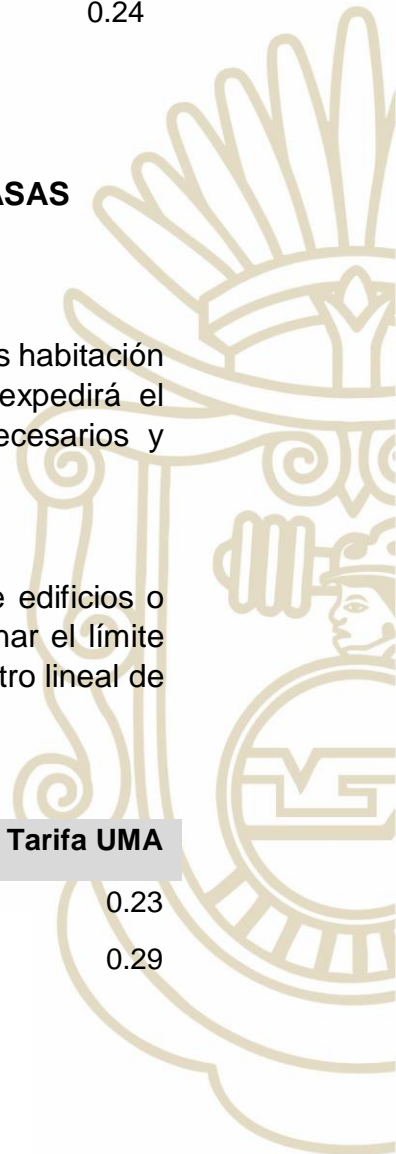 0.24
ASAS
s habitación
expedirá el
ecesarios y
e edificios o
nar el límite
tro lineal de
Tarifa UMA
0.23
0.29